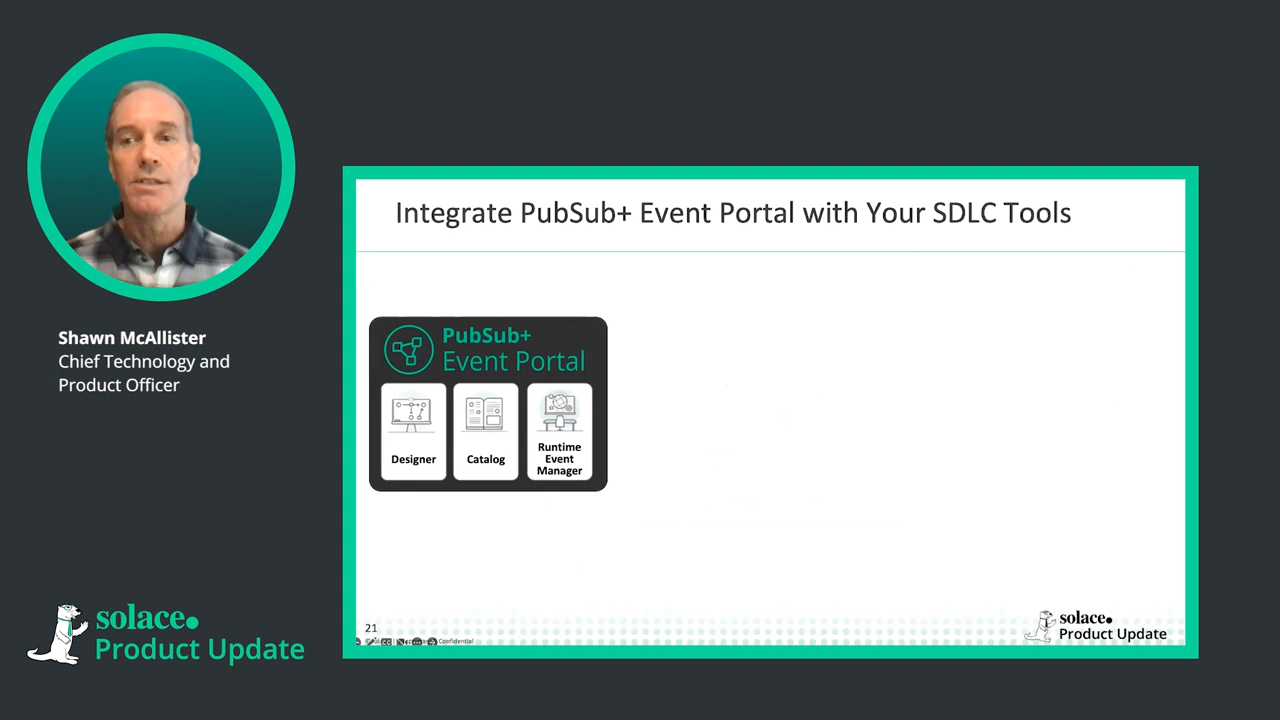 Shawn McAllister
Chief Technology and
Product Officer
solace.
Product Update
Integrate PubSub+ Event Portal with Your SDLC Tools
PubSub+
Event Portal
Designer
Catalog
Runtime
Event
Manager
21
Confidential
solace.
Product Update